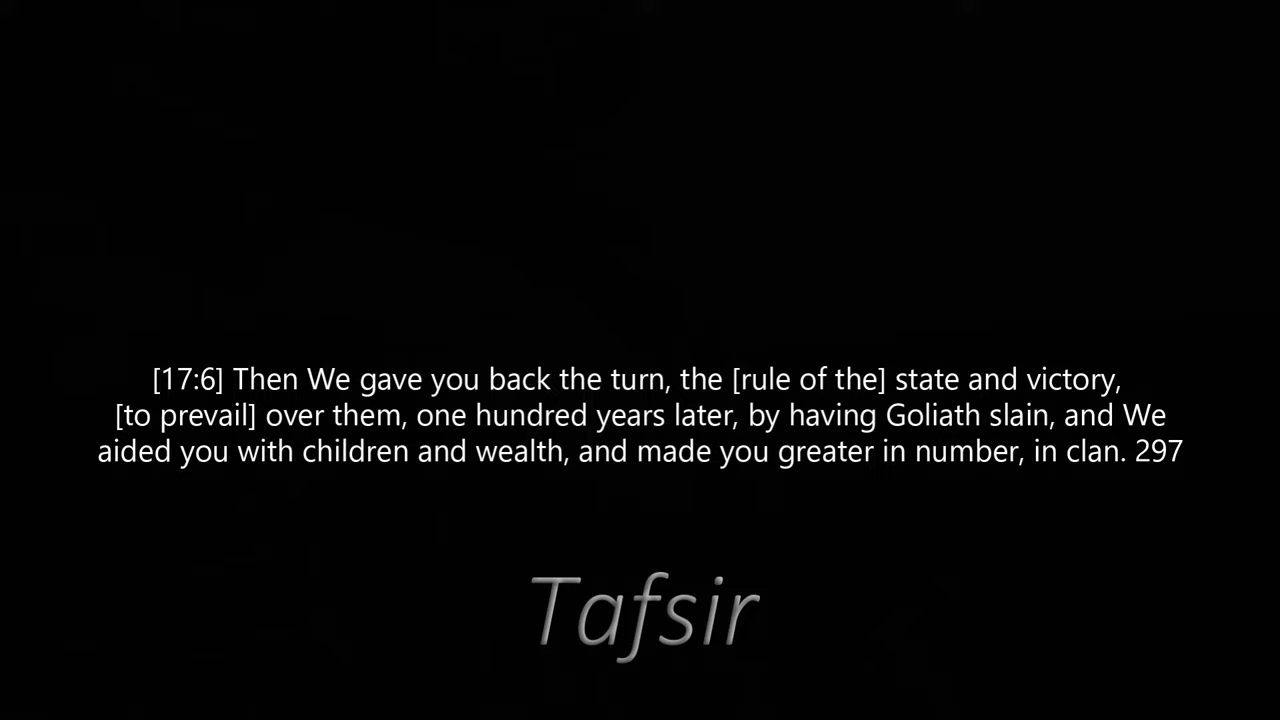 [17:6] Then We gave you back the turn, the [rule of the] state and victory,
[to prevail] over them, one hundred years later, by having Goliath slain, and We
aided you with children and wealth, and made you greater in number, in clan. 297
Tafsir